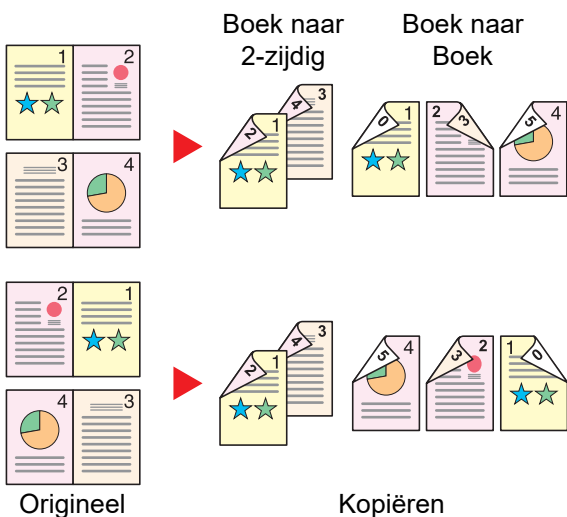 Boek naar
2-zijdig
Boek naar
Boek
1 2
3 4
2 1 4 3
0 1 2 3 5 4
2 1
4 3
2 1 4 3
5 4 3 2 1 0
Origineel
Kopiëren